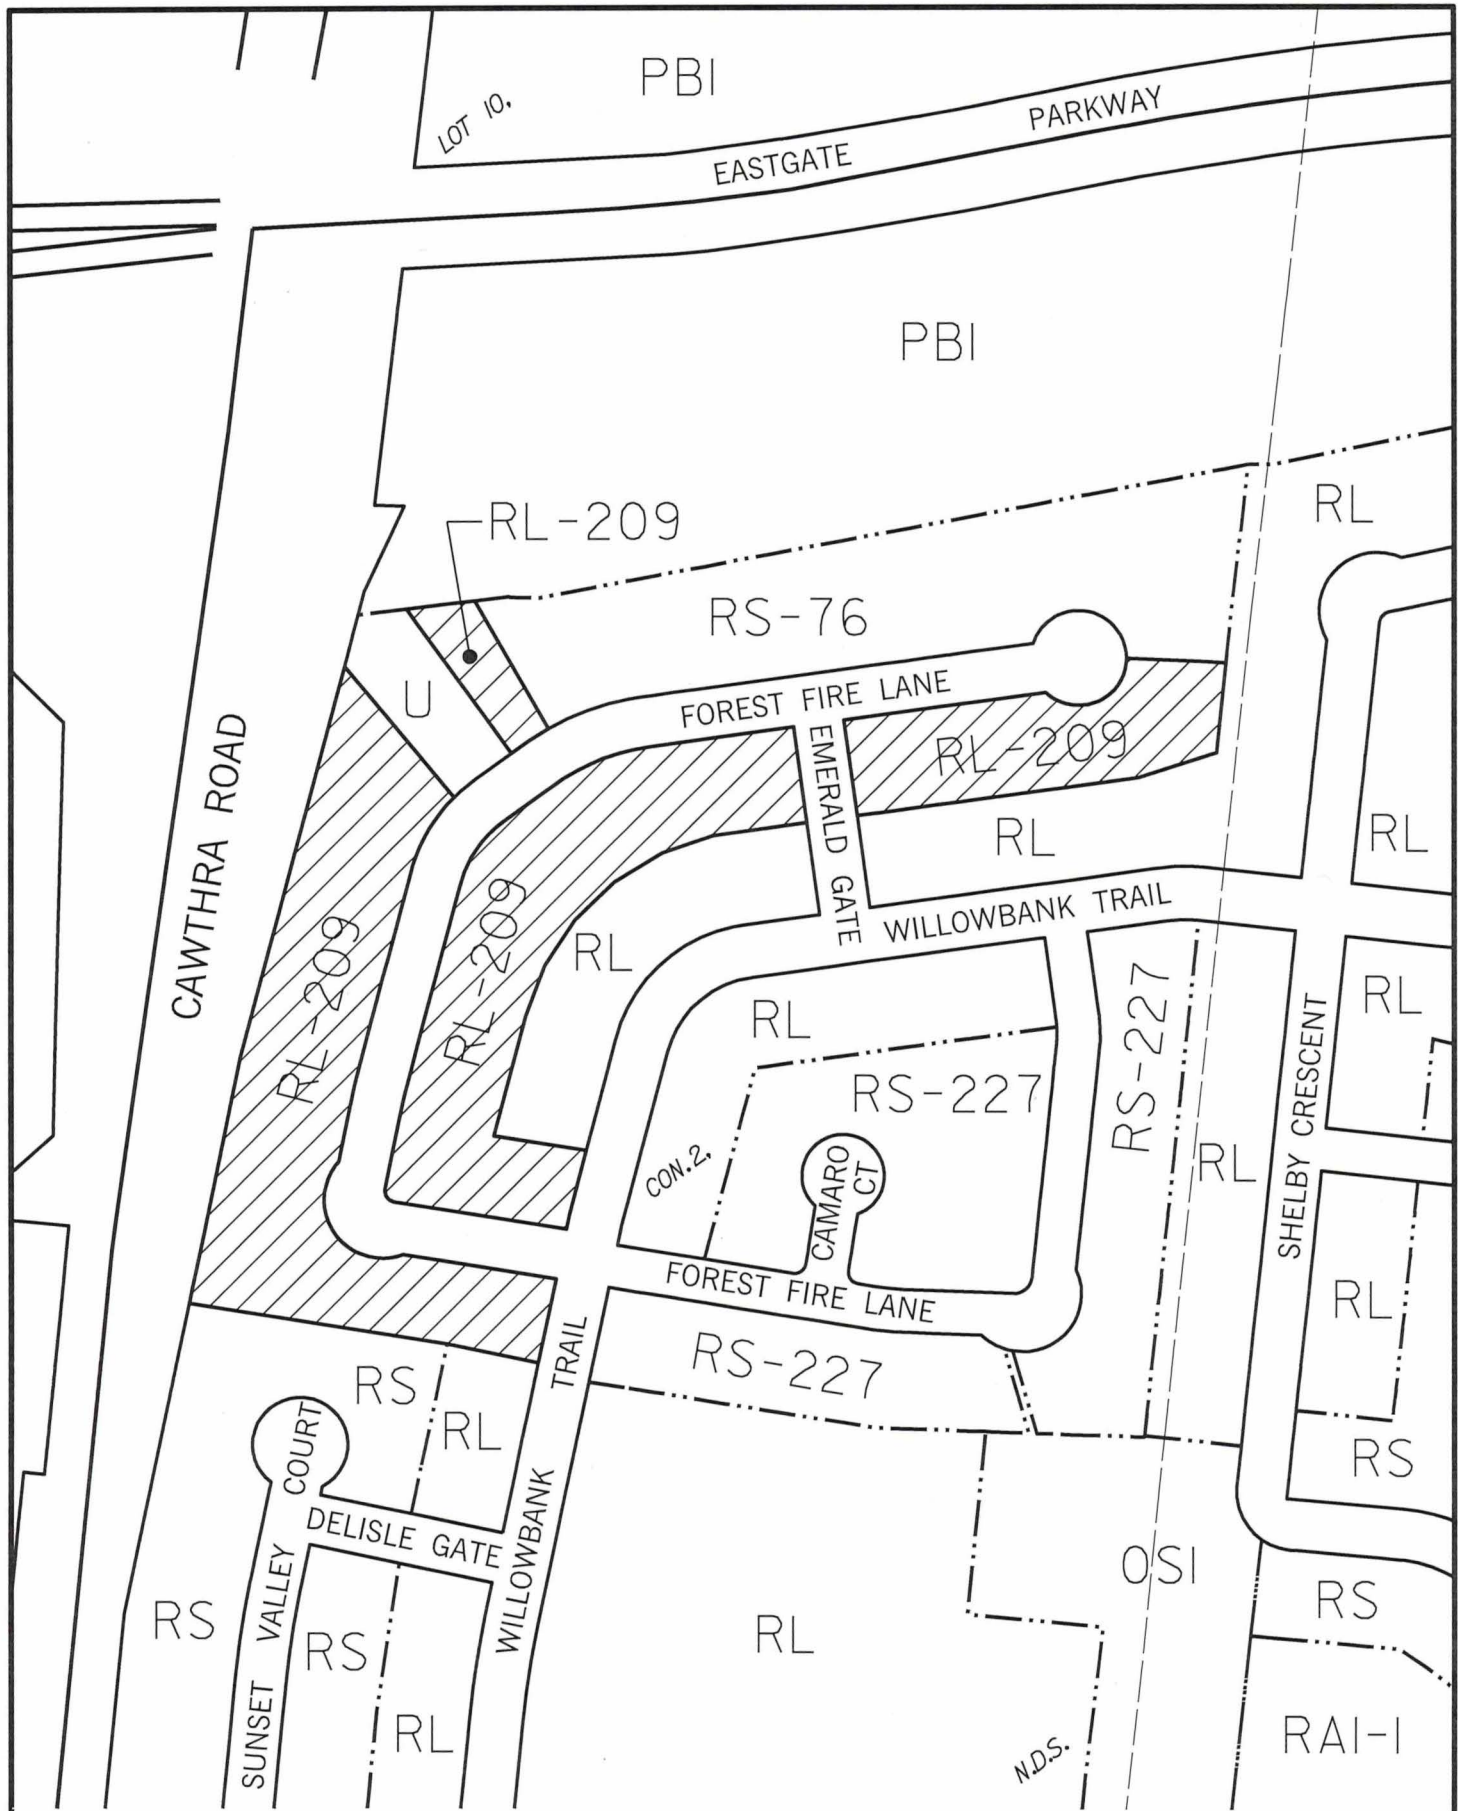 PBI
LOT 10,
PARKWAY
EASTGATE
PBI
RL
RL-209
RS-76
U
FOREST FIRE LANE
RL-209
EMERALD GATE
CAWTHRA ROAD
RL
RL
RL-209
RL-209
RL
WILLOWBANK TRAIL
RL
RS-227
RL
RS-227
SHELBY CRESCENT
CON.2,
CAMARO
CT
RL
FOREST FIRE LANE
RL
RS-227
TRAIL
RS
RL
COURT
RS
DELISLE GATE
WILLOWBANK
OSI
RS
RS
VALLEY
RS
RL
SUNSET
RL
N.D.S.
RAI-I